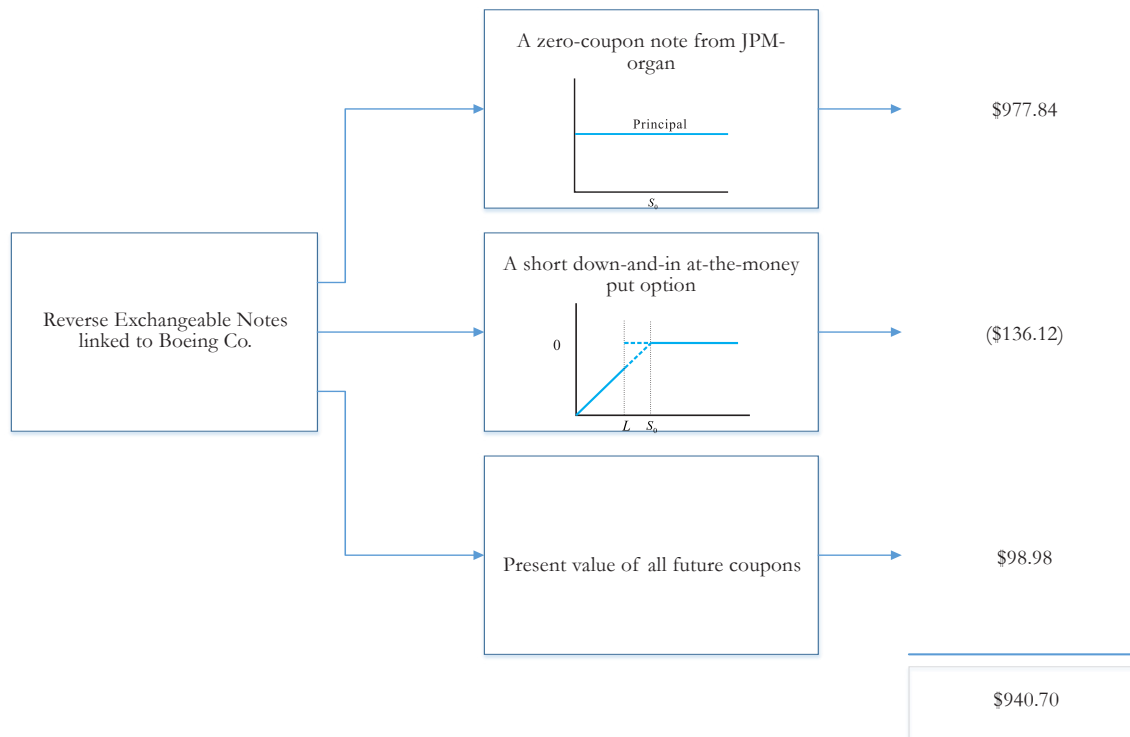 A zero-coupon note from JPM-
organ
Principal
S₀
$977.84
Reverse Exchangeable Notes
linked to Boeing Co.
A short down-and-in at-the-money
put option
0
L S₀
($136.12)
Present value of all future coupons
$98.98
$940.70